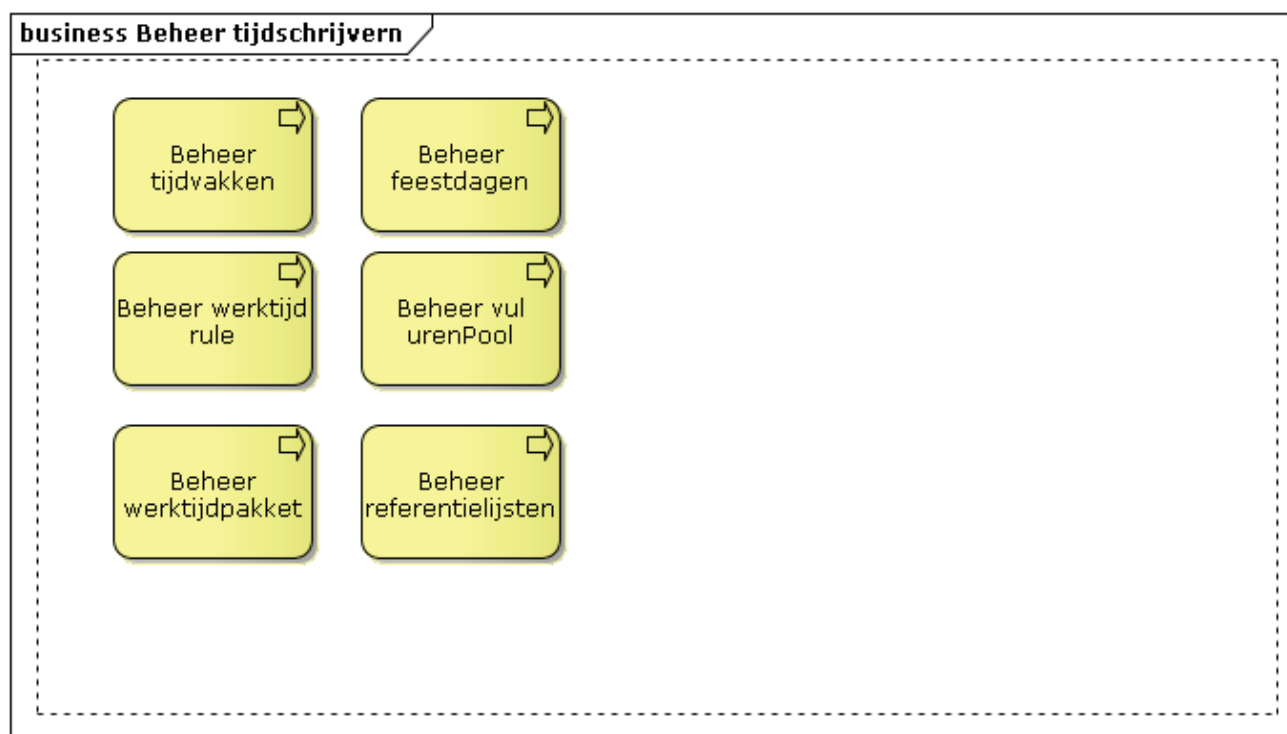 business Beheer tijdschrijvern
Beheer
tijdvakken
Beheer
feestdagen
Beheer werktijd
rule
Beheer vul
urenPool
Beheer
werktijdpakket
Beheer
referentielijsten